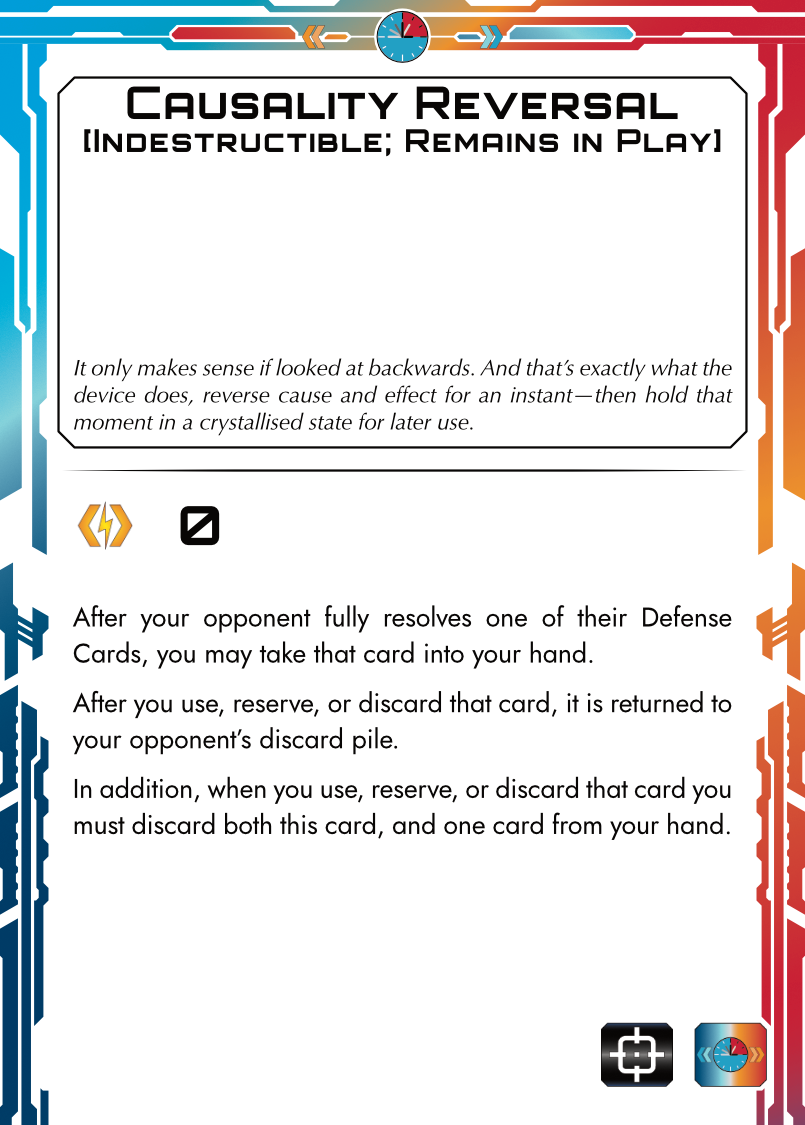 Causality Reversal
[Indestructible; Remains in Play]
It only makes sense if looked at backwards. And that’s exactly what the
device does, reverse cause and effect for an instant—then hold that
moment in a crystallised state for later use.
0
After your opponent fully resolves one of their Defense
Cards, you may take that card into your hand.
After you use, reserve, or discard that card, it is returned to
your opponent’s discard pile.
In addition, when you use, reserve, or discard that card you
must discard both this card, and one card from your hand.